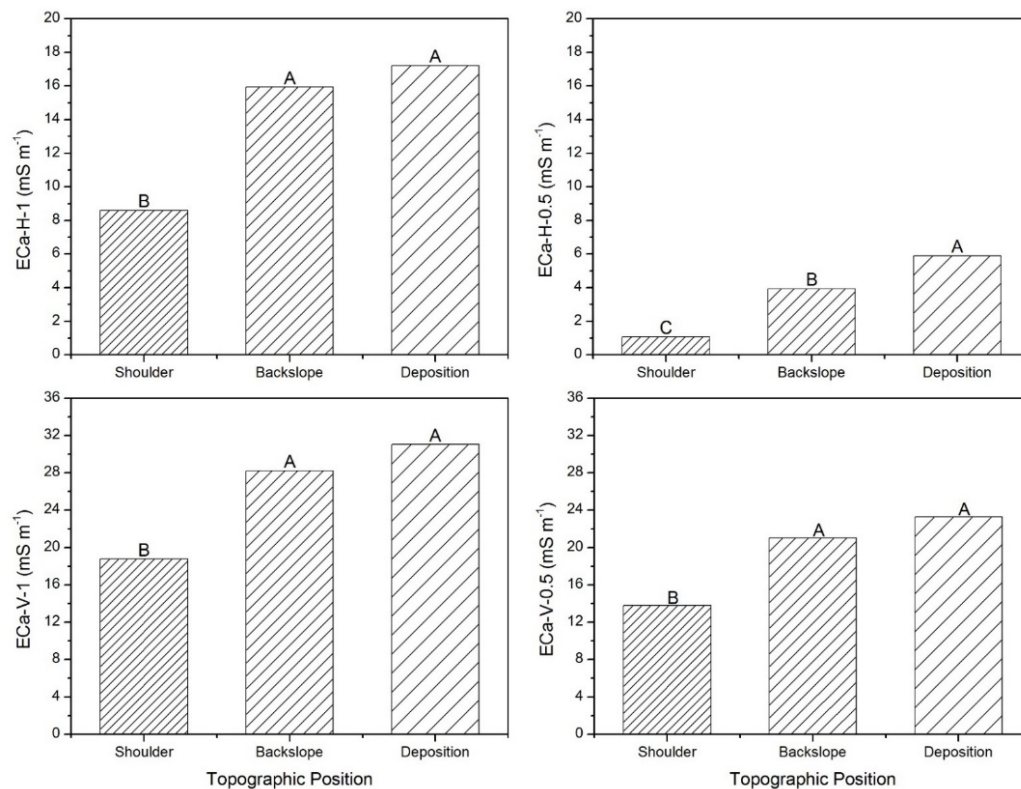 ECa-H-1 (mS m⁻¹)
20
18
16
14
12
10
8
6
4
2
0
B
A
A
Shoulder
Backslope
Deposition
ECa-H-0.5 (mS m⁻¹)
20
18
16
14
12
10
8
6
4
2
0
C
B
A
Shoulder
Backslope
Deposition
ECa-V-1 (mS m⁻¹)
36
32
28
24
20
16
12
8
4
0
B
A
A
Shoulder
Backslope
Deposition
Topographic Position
ECa-V-0.5 (mS m⁻¹)
36
32
28
24
20
16
12
8
4
0
B
A
A
Shoulder
Backslope
Deposition
Topographic Position